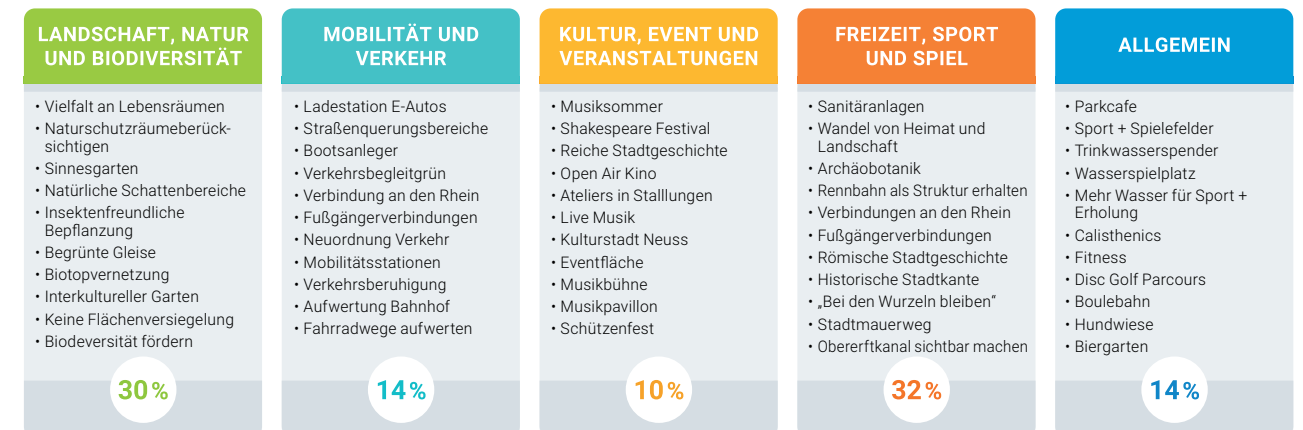 LANDSCHAFT, NATUR
UND BIODIVERSITÄT
• Vielfalt an Lebensräumen
• Naturschutzräumeberück-
sichtigen
• Sinnesgarten
• Natürliche Schattenbereiche
• Insektenfreundliche
Bepflanzung
• Begrünte Gleise
• Biotopvernetzung
• Interkultureller Garten
• Keine Flächenversiegelung
• Biodeversität fördern
30 %
MOBILITÄT UND
VERKEHR
• Ladestation E-Autos
• Straßenquerungsbereiche
• Bootsanleger
• Verkehrsbegleitgrün
• Verbindung an den Rhein
• Fußgängerverbindungen
• Neuordnung Verkehr
• Mobilitätsstationen
• Verkehrsberuhigung
• Aufwertung Bahnhof
• Fahrradwege aufwerten
14 %
KULTUR, EVENT UND
VERANSTALTUNGEN
• Musiksommer
• Shakespeare Festival
• Reiche Stadtgeschichte
• Open Air Kino
• Ateliers in Stalllungen
• Live Musik
• Kulturstadt Neuss
• Eventfläche
• Musikbühne
• Musikpavillon
• Schützenfest
10 %
FREIZEIT, SPORT
UND SPIEL
• Sanitäranlagen
• Wandel von Heimat und
Landschaft
• Archäobotanik
• Rennbahn als Struktur erhalten
• Verbindungen an den Rhein
• Fußgängerverbindungen
• Römische Stadtgeschichte
• Historische Stadtkante
• „Bei den Wurzeln bleiben“
• Stadtmauerweg
• Obererftkanal sichtbar machen
32 %
ALLGEMEIN
• Parkcafe
• Sport + Spielefelder
• Trinkwasserspender
• Wasserspielplatz
• Mehr Wasser für Sport +
Erholung
• Calisthenics
• Fitness
• Disc Golf Parcours
• Boulebahn
• Hundwiese
• Biergarten
14 %